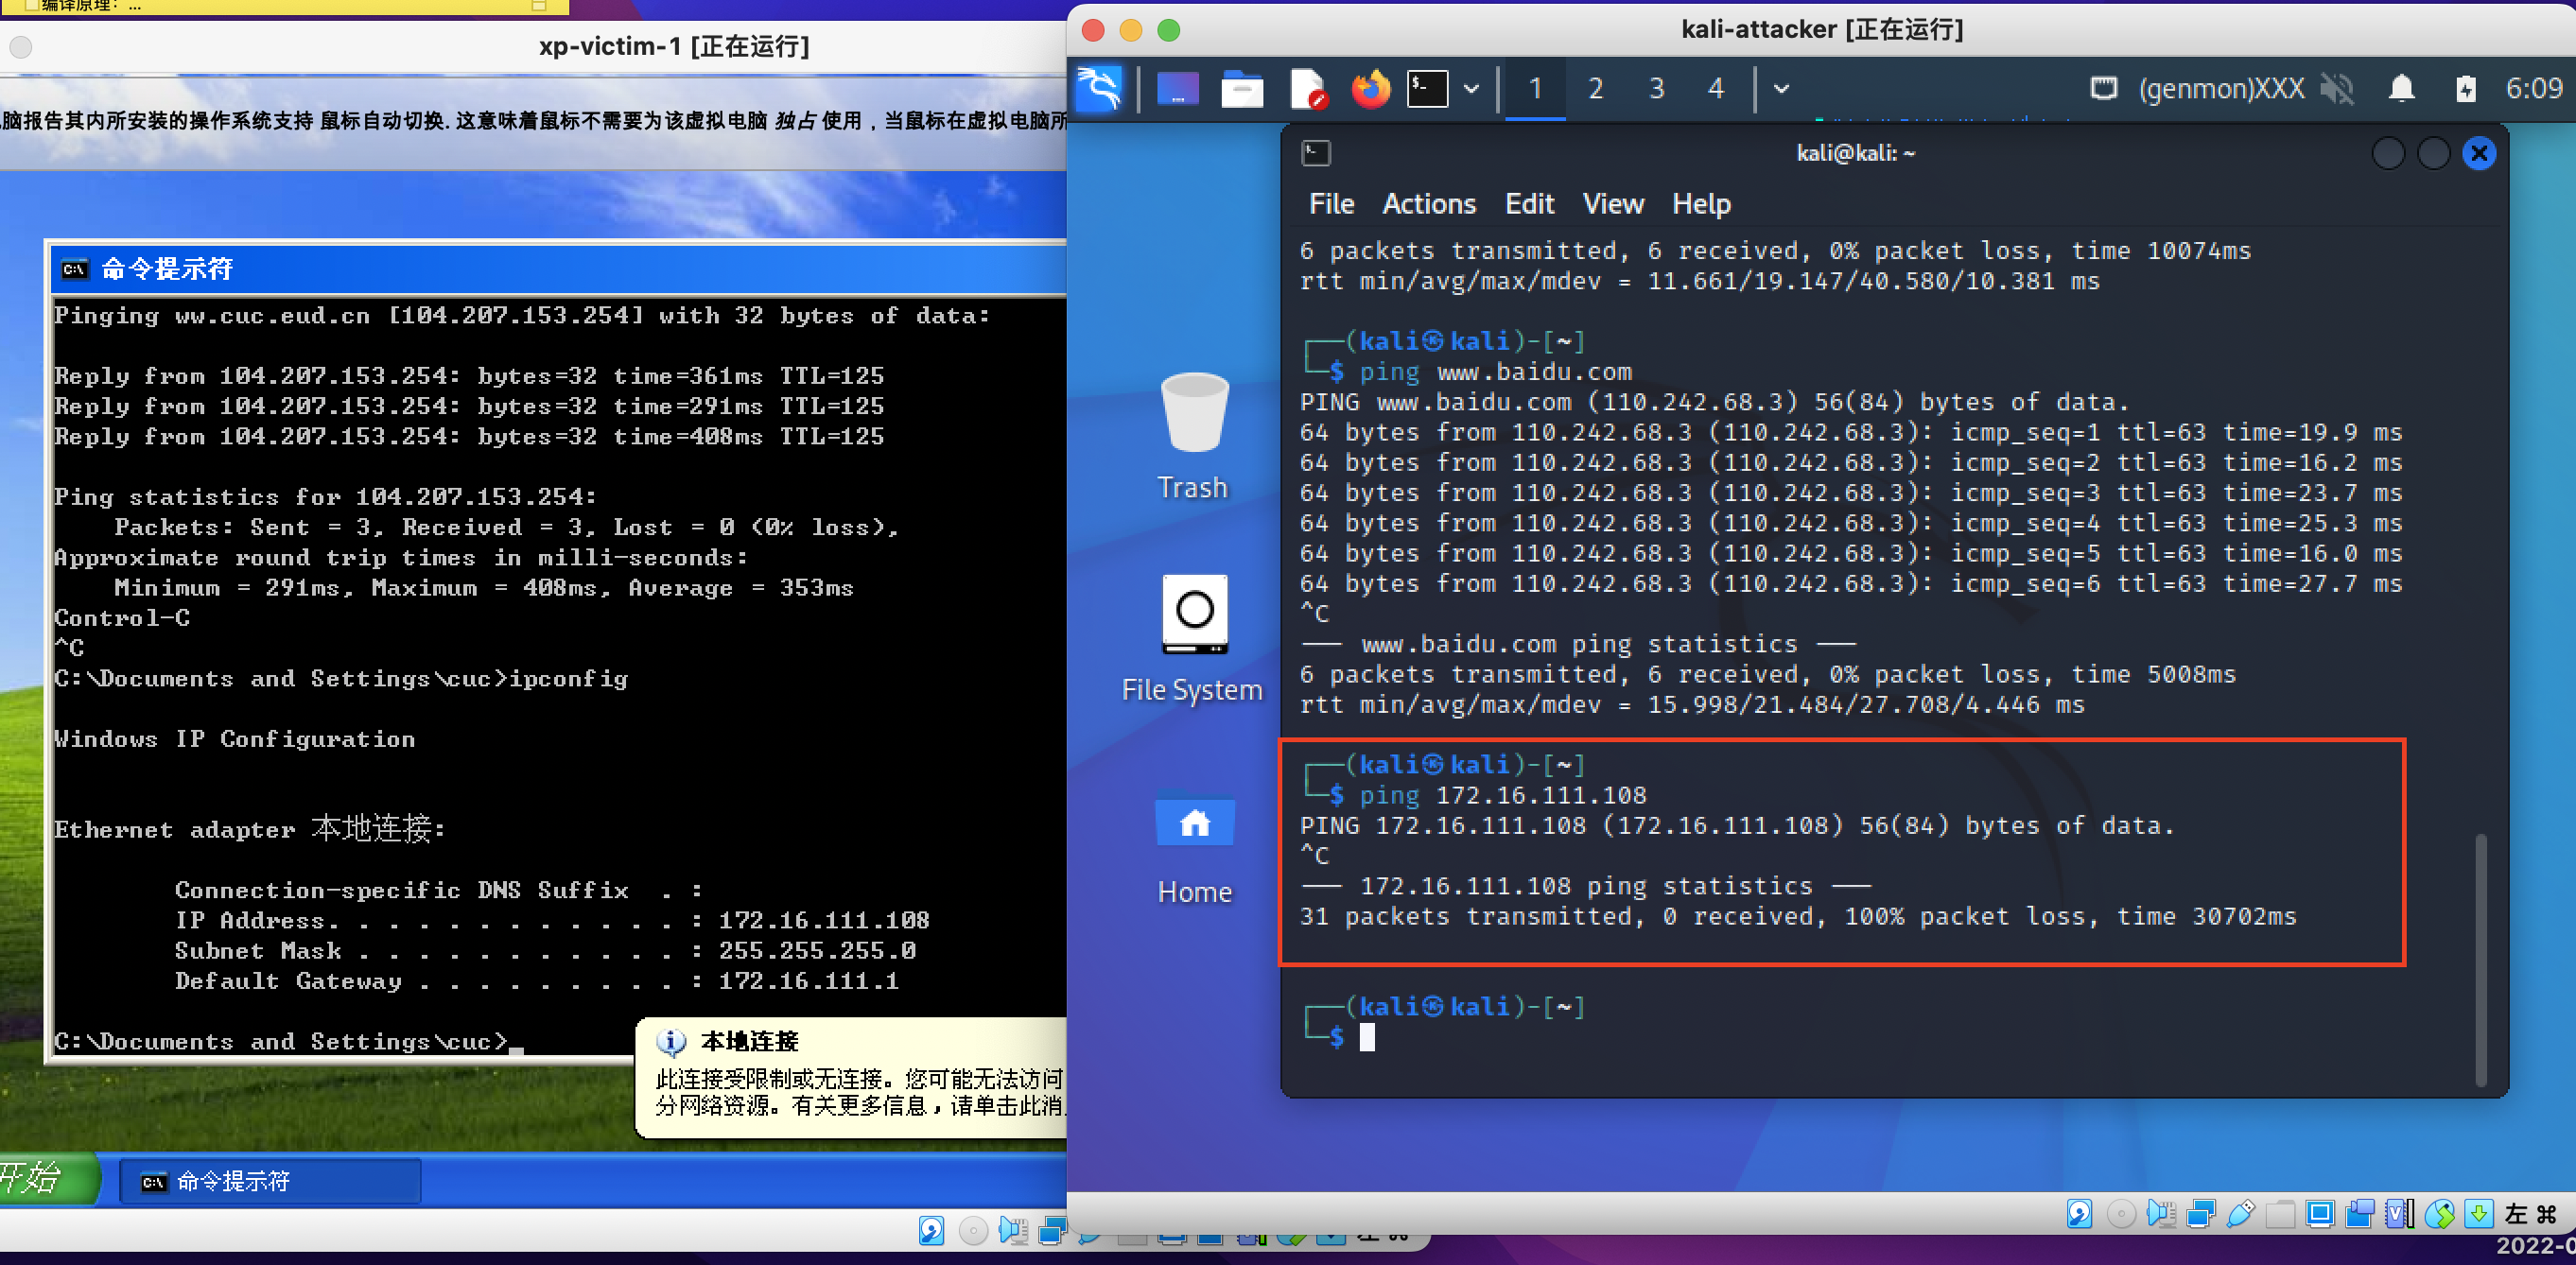 编译原理：...
xp-victim-1 [正在运行]
脑报告其内所安装的操作系统支持 鼠标自动切换. 这意味着鼠标不需要为该虚拟电脑 独占 使用，当鼠标在虚拟电脑所
命令提示符
Pinging ww.cuc.eud.cn [104.207.153.254] with 32 bytes of data:
Reply from 104.207.153.254: bytes=32 time=361ms TTL=125
Reply from 104.207.153.254: bytes=32 time=291ms TTL=125
Reply from 104.207.153.254: bytes=32 time=408ms TTL=125
Ping statistics for 104.207.153.254:
Packets: Sent = 3, Received = 3, Lost = 0 (0% loss),
Approximate round trip times in milli-seconds:
Minimum = 291ms, Maximum = 408ms, Average = 353ms
Control-C
^C
C:\Documents and Settings\cuc>ipconfig
Windows IP Configuration
Ethernet adapter 本地连接:
Connection-specific DNS Suffix . :
IP Address. . . . . . . . . . . . : 172.16.111.108
Subnet Mask . . . . . . . . . . . : 255.255.255.0
Default Gateway . . . . . . . . . : 172.16.111.1
C:\Documents and Settings\cuc>_
本地连接
此连接受限制或无连接。您可能无法访问
分网络资源。有关更多信息，请单击此消
开始
命令提示符
kali-attacker [正在运行]
1 2 3 4
(genmon)XXX
6:09
Trash
File System
Home
kali@kali: ~
File Actions Edit View Help
6 packets transmitted, 6 received, 0% packet loss, time 10074ms
rtt min/avg/max/mdev = 11.661/19.147/40.580/10.381 ms
┌──(kali㉿kali)-[~]
└─$ ping www.baidu.com
PING www.baidu.com (110.242.68.3) 56(84) bytes of data.
64 bytes from 110.242.68.3 (110.242.68.3): icmp_seq=1 ttl=63 time=19.9 ms
64 bytes from 110.242.68.3 (110.242.68.3): icmp_seq=2 ttl=63 time=16.2 ms
64 bytes from 110.242.68.3 (110.242.68.3): icmp_seq=3 ttl=63 time=23.7 ms
64 bytes from 110.242.68.3 (110.242.68.3): icmp_seq=4 ttl=63 time=25.3 ms
64 bytes from 110.242.68.3 (110.242.68.3): icmp_seq=5 ttl=63 time=16.0 ms
64 bytes from 110.242.68.3 (110.242.68.3): icmp_seq=6 ttl=63 time=27.7 ms
^C
--- www.baidu.com ping statistics ---
6 packets transmitted, 6 received, 0% packet loss, time 5008ms
rtt min/avg/max/mdev = 15.998/21.484/27.708/4.446 ms
┌──(kali㉿kali)-[~]
└─$ ping 172.16.111.108
PING 172.16.111.108 (172.16.111.108) 56(84) bytes of data.
^C
--- 172.16.111.108 ping statistics ---
31 packets transmitted, 0 received, 100% packet loss, time 30702ms
┌──(kali㉿kali)-[~]
└─$
左 ⌘
2022-0